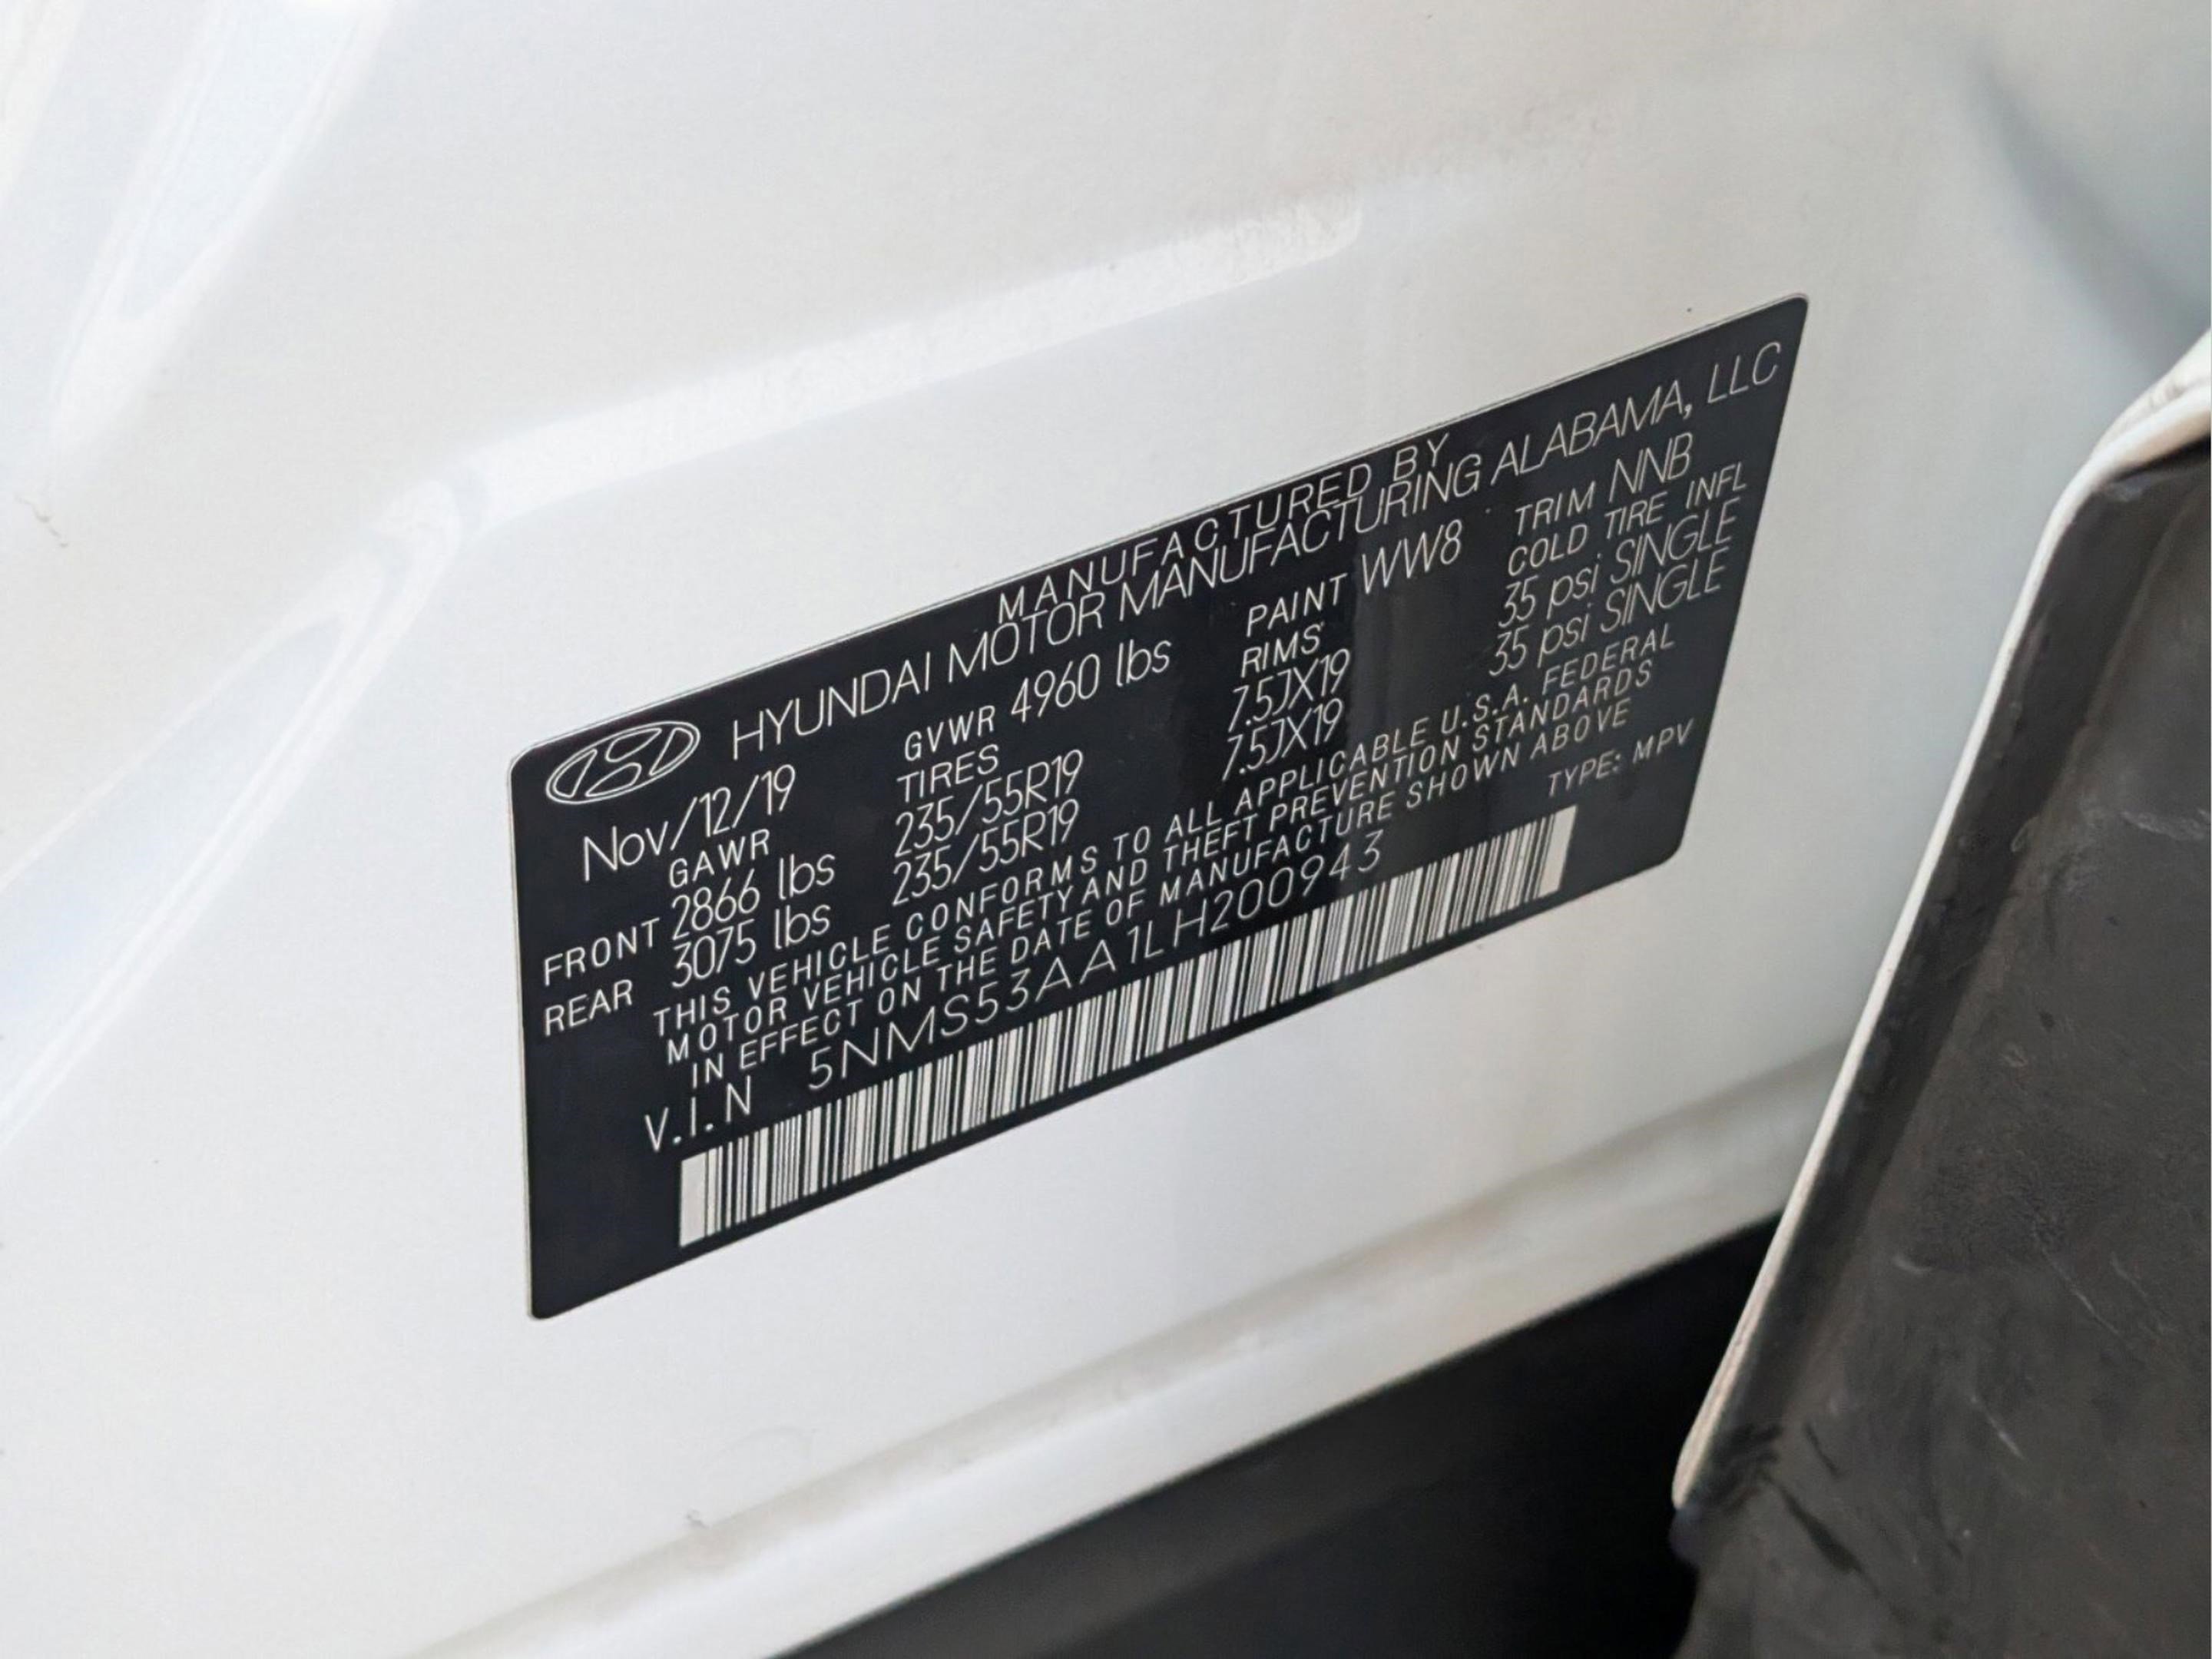 MANUFACTURED BY
HYUNDAI MOTOR MANUFACTURING ALABAMA, LLC
Nov/12/19 GVWR 4960 lbs PAINT WW8 TRIM NNB
GAWR TIRES RIMS COLD TIRE INFL
FRONT 2866 lbs 235/55R19 7.5JX19 35 psi SINGLE
REAR 3075 lbs 235/55R19 7.5JX19 35 psi SINGLE
THIS VEHICLE CONFORMS TO ALL APPLICABLE U.S.A. FEDERAL
MOTOR VEHICLE SAFETY AND THEFT PREVENTION STANDARDS
IN EFFECT ON THE DATE OF MANUFACTURE SHOWN ABOVE
V.I.N 5NMS53AA1LH200943 TYPE: MPV